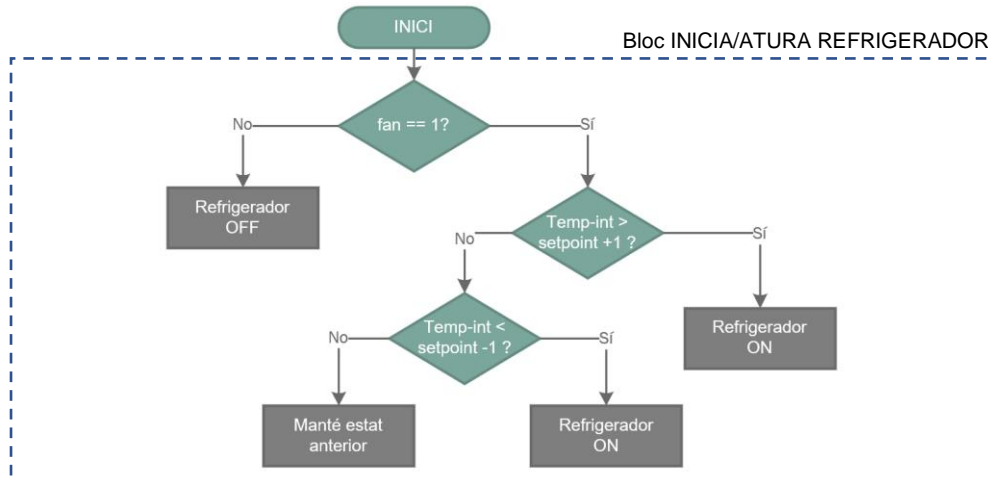 INICI
Bloc INICIA/ATURA REFRIGERADOR
fan == 1?
No
Sí
Refrigerador
OFF
Temp-int >
setpoint +1 ?
No
Sí
Temp-int <
setpoint -1 ?
Refrigerador
ON
No
Sí
Manté estat
anterior
Refrigerador
ON